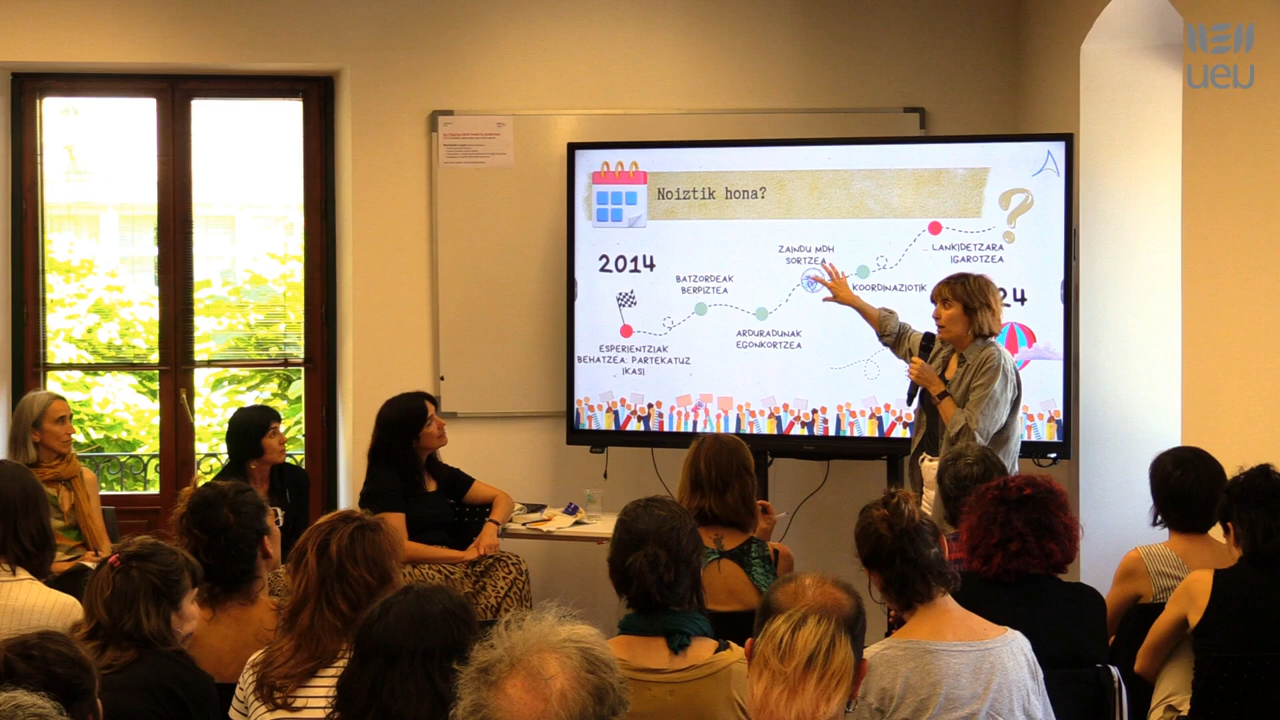 ueu
Noiztik hona?
2014
ZAINDU MDH
SORTZEA
... LANKIDETZARA
IGAROTZEA
BATZORDEAK
BERPIZTEA
KOORDINAZIOTIK
24
ARDURADUNAK
EGONKORTZEA
ESPERIENTZIAK
BEHATZEA: PARTEKATUZ
IKASI